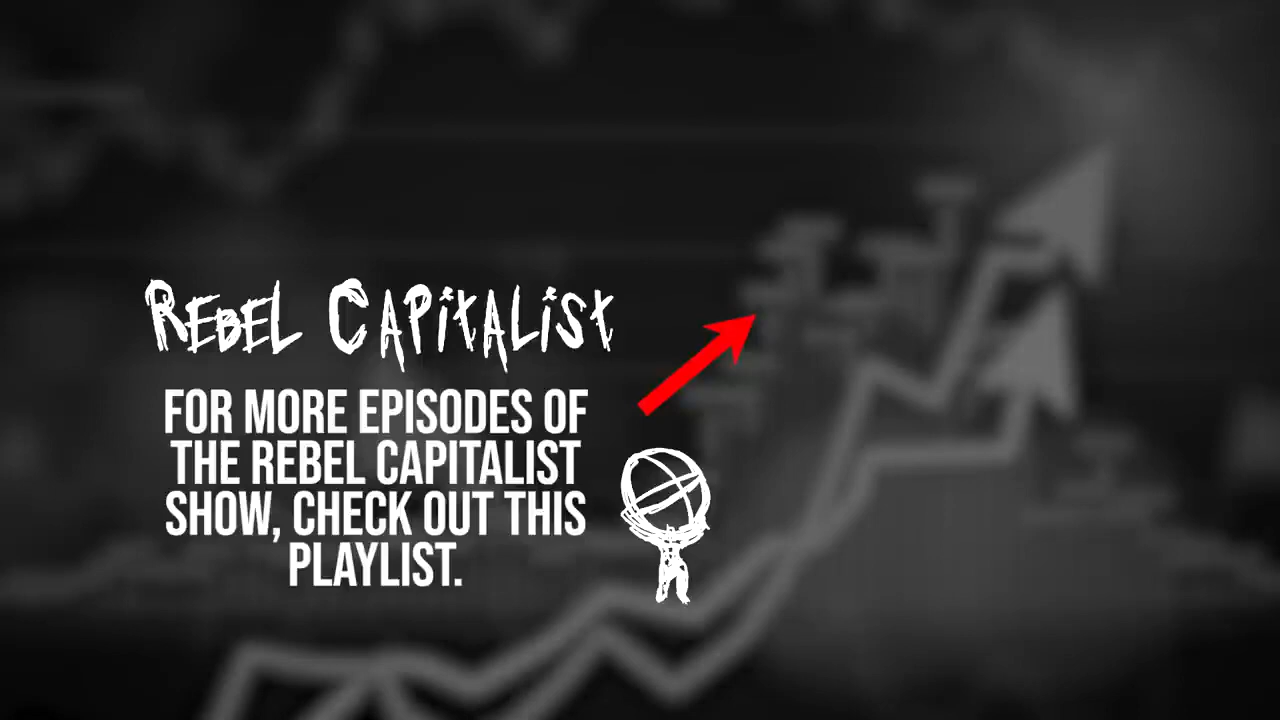 REBEL CAPITALIST
FOR MORE EPISODES OF
THE REBEL CAPITALIST
SHOW, CHECK OUT THIS
PLAYLIST.